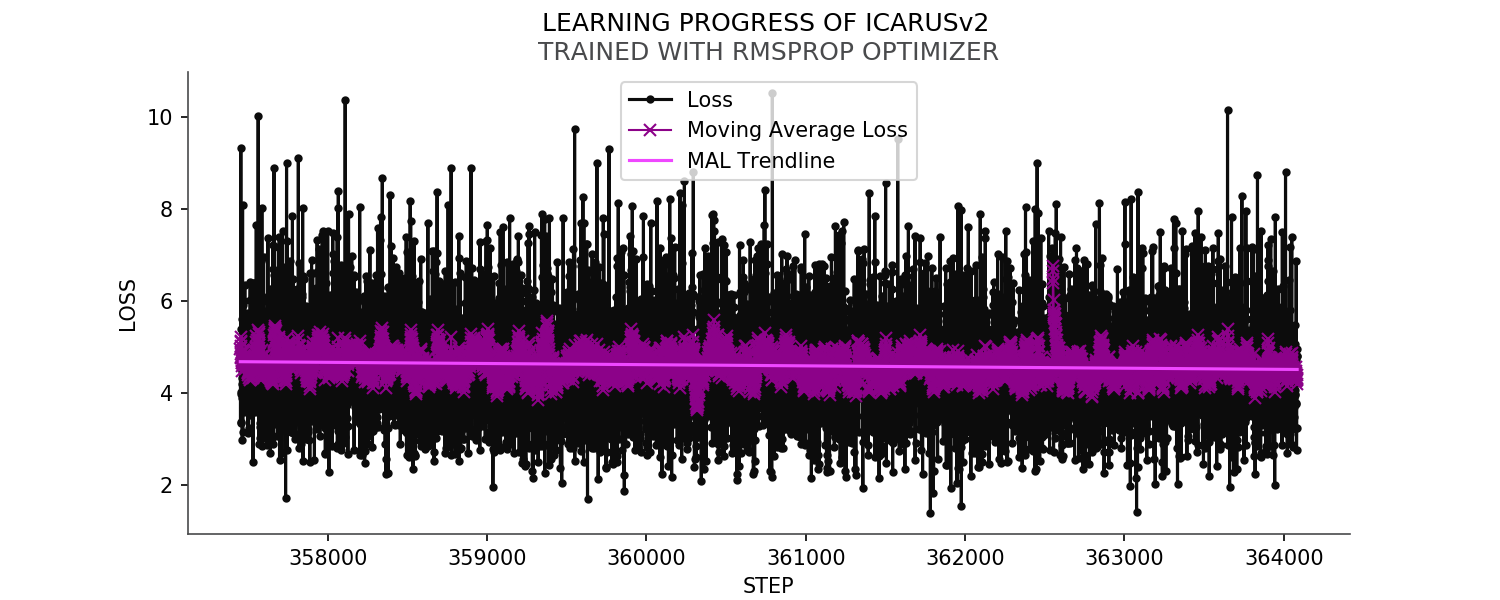 LEARNING PROGRESS OF ICARUSv2
TRAINED WITH RMSPROP OPTIMIZER
Loss
Moving Average Loss
MAL Trendline
LOSS
10
8
6
4
2
358000 359000 360000 361000 362000 363000 364000
STEP